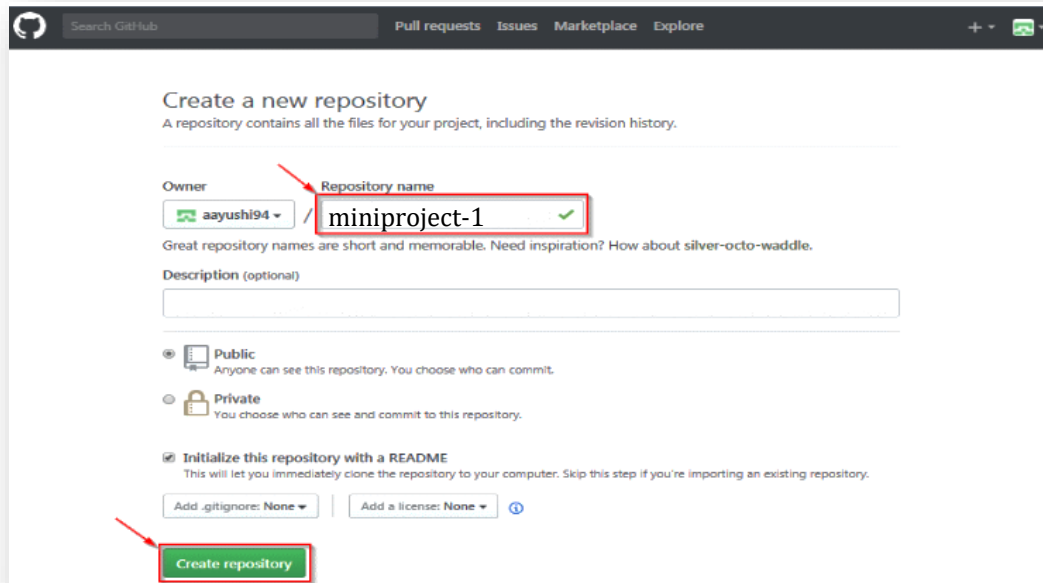 Search GitHub
Pull requests Issues Marketplace Explore
Create a new repository
A repository contains all the files for your project, including the revision history.
Owner Repository name
aayushi94 / miniproject-1
Great repository names are short and memorable. Need inspiration? How about silver-octo-waddle.
Description (optional)
Public
Anyone can see this repository. You choose who can commit.
Private
You choose who can see and commit to this repository.
Initialize this repository with a README
This will let you immediately clone the repository to your computer. Skip this step if you're importing an existing repository.
Add .gitignore: None Add a license: None
Create repository